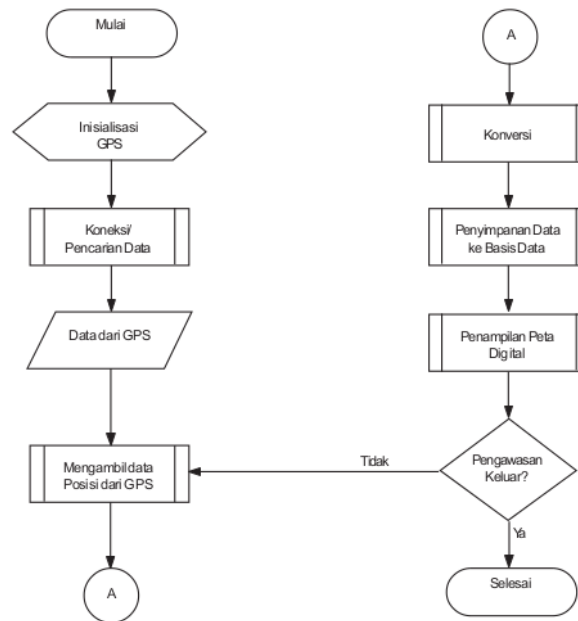 Mulai
Inisialisasi
GPS
Koneksi/
Pencarian Data
Data dari GPS
Mengambil data
Posisi dari GPS
A
A
Konversi
Penyimpanan Data
ke Basis Data
Penampilan Peta
Digital
Pengawasan
Keluar?
Tidak
Ya
Selesai